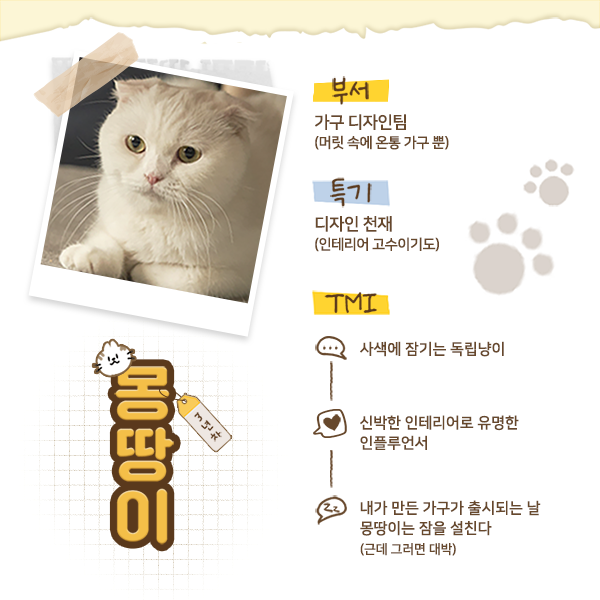 부서
가구 디자인팀
(머릿 속에 온통 가구 뿐)
특기
디자인 천재
(인테리어 고수이기도)
TMI
사색에 잠기는 독립냥이
신박한 인테리어로 유명한
인플루언서
내가 만든 가구가 출시되는 날
몽땅이는 잠을 설친다
(근데 그러면 대박)
몽땅이
3년차